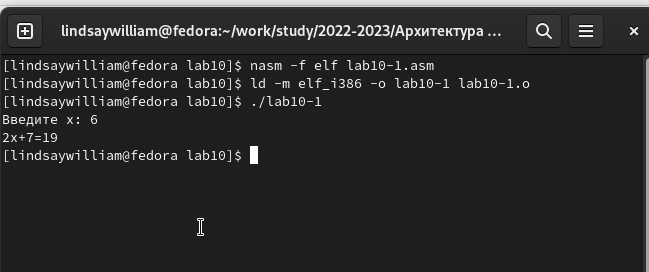 lindsaywilliam@fedora:~/work/study/2022-2023/Архитектура ...
[lindsaywilliam@fedora lab10]$ nasm -f elf lab10-1.asm
[lindsaywilliam@fedora lab10]$ ld -m elf_i386 -o lab10-1 lab10-1.o
[lindsaywilliam@fedora lab10]$ ./lab10-1
Введите x: 6
2x+7=19
[lindsaywilliam@fedora lab10]$